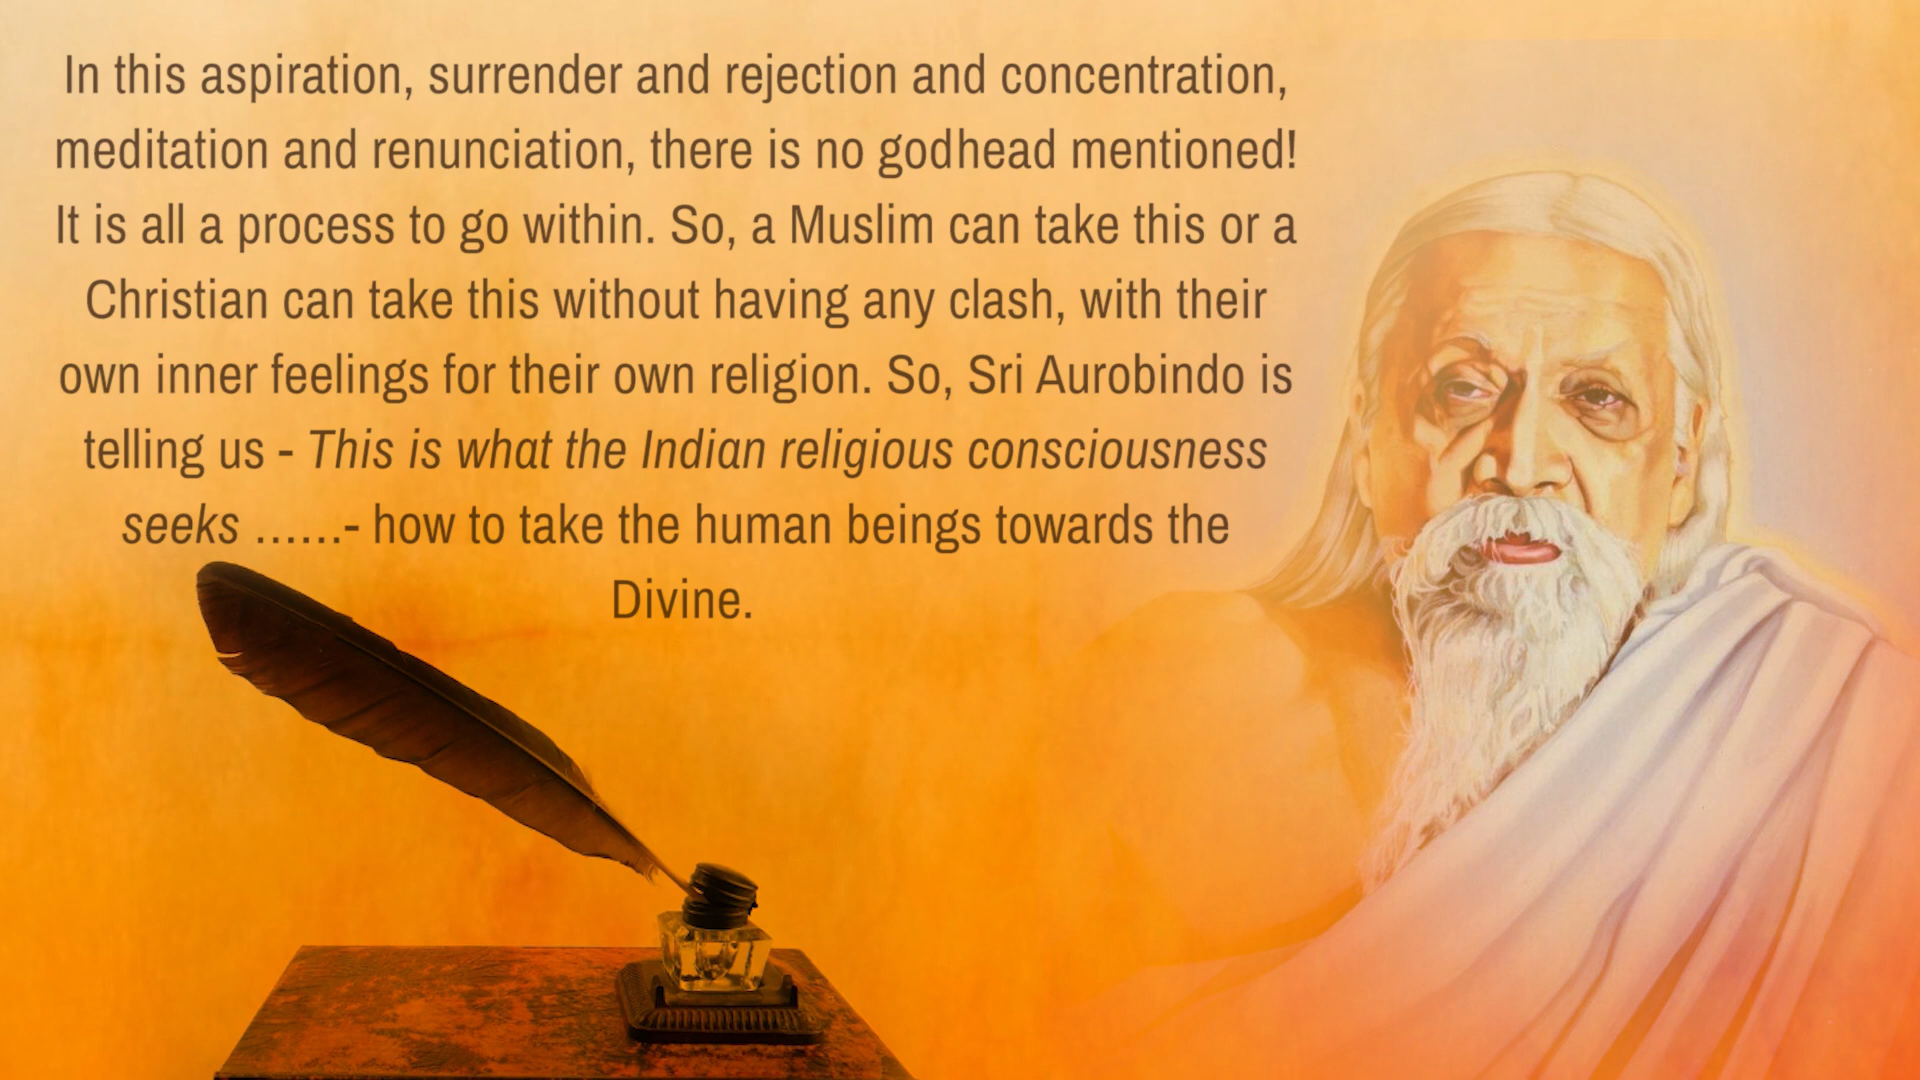 In this aspiration, surrender and rejection and concentration,
meditation and renunciation, there is no godhead mentioned!
It is all a process to go within. So, a Muslim can take this or a
Christian can take this without having any clash, with their
own inner feelings for their own religion. So, Sri Aurobindo is
telling us - This is what the Indian religious consciousness
seeks ......- how to take the human beings towards the
Divine.